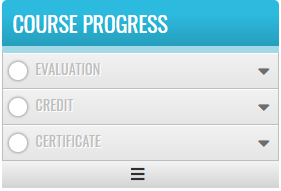 COURSE PROGRESS
EVALUATION
CREDIT
CERTIFICATE